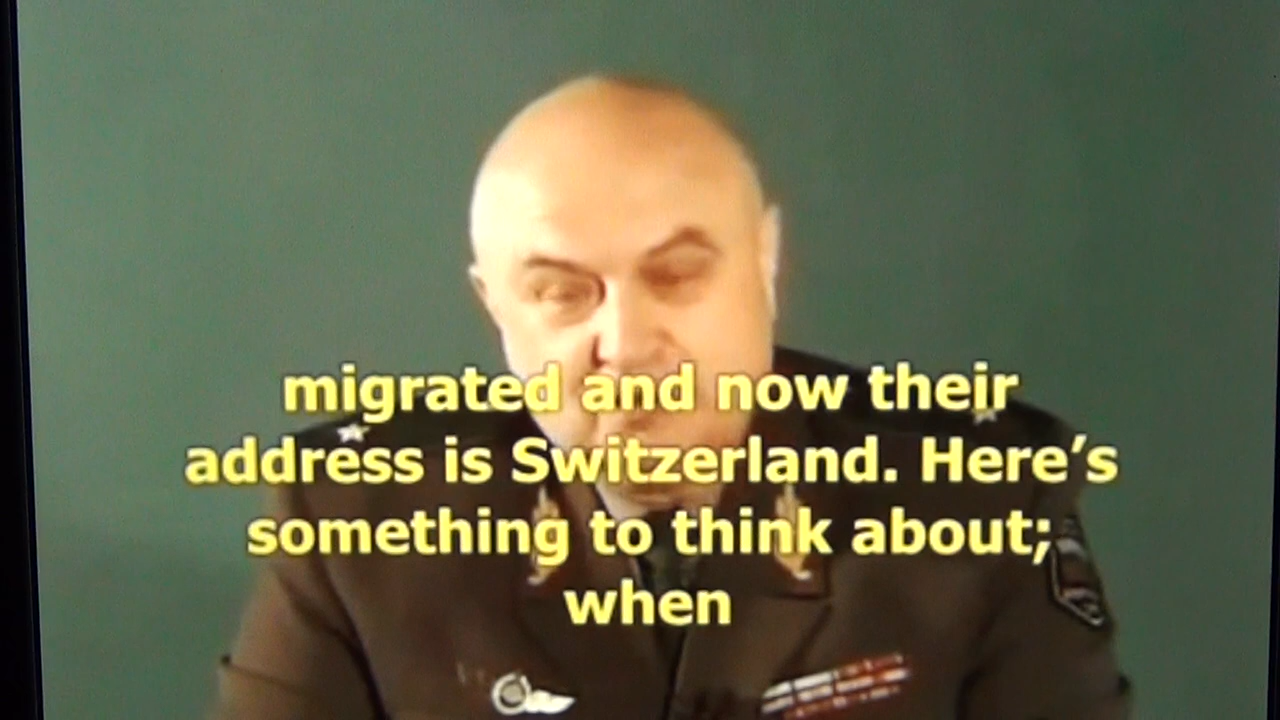 migrated and now their
address is Switzerland. Here’s
something to think about;
when